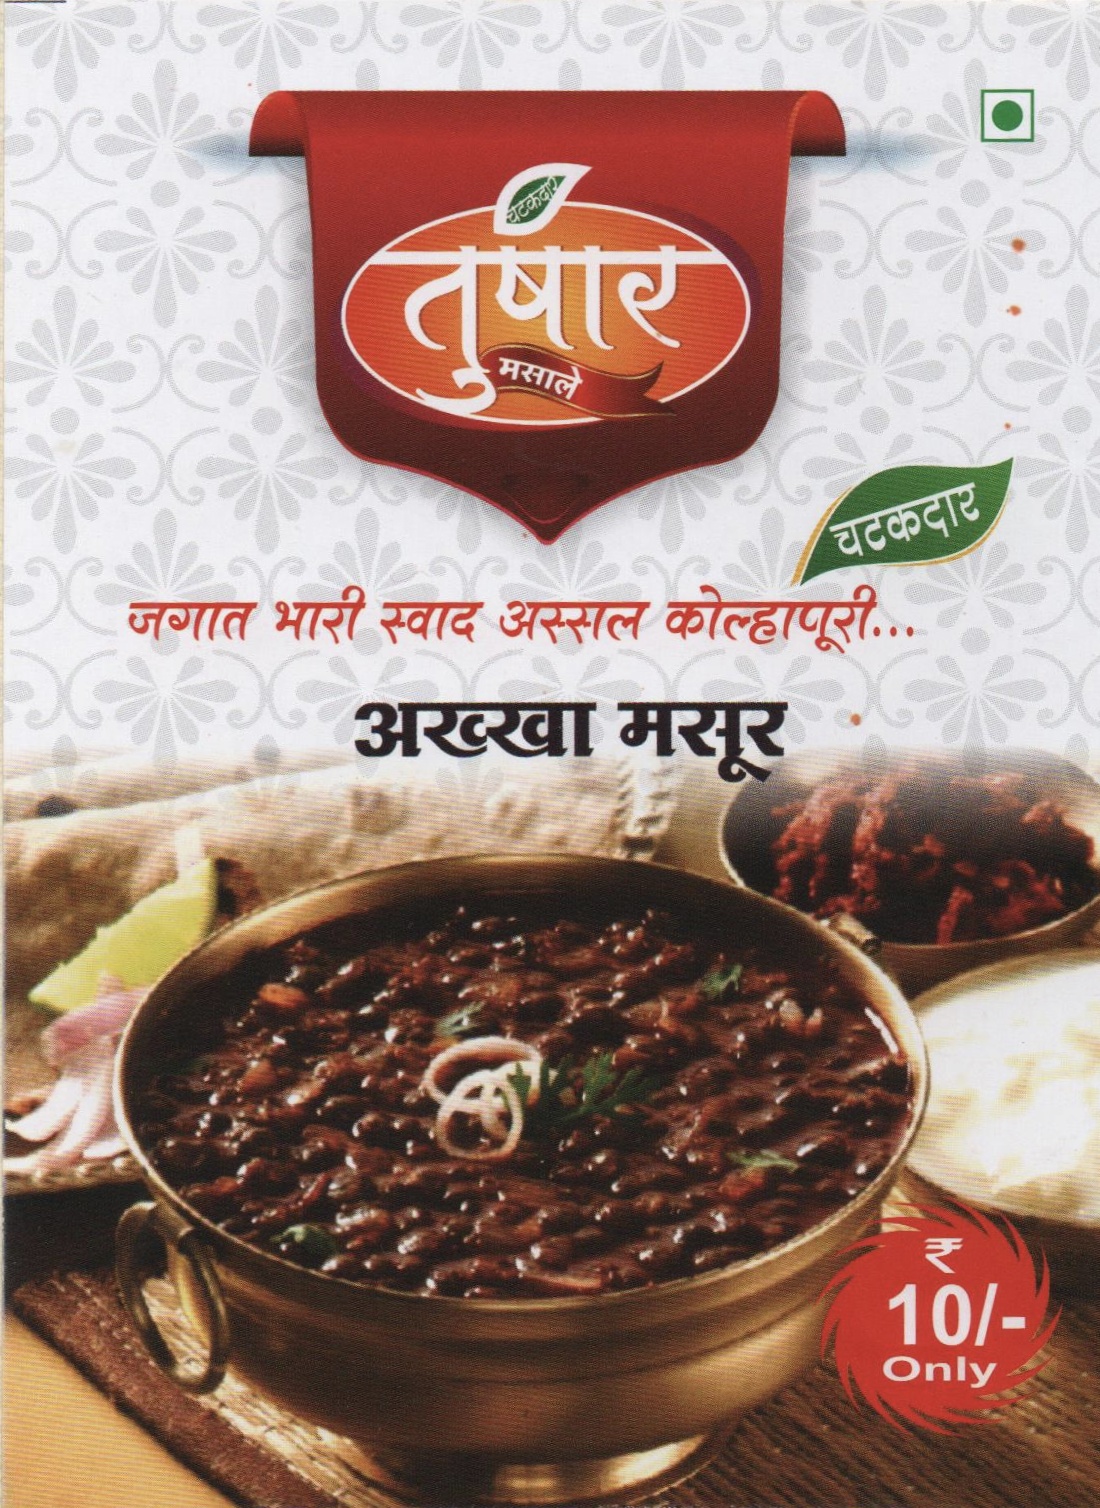 चटकदार
तुषार
मसाले
चटकदार
जगात भारी स्वाद अस्सल कोल्हापूरी...
अख्खा मसूर
₹
10/-
Only